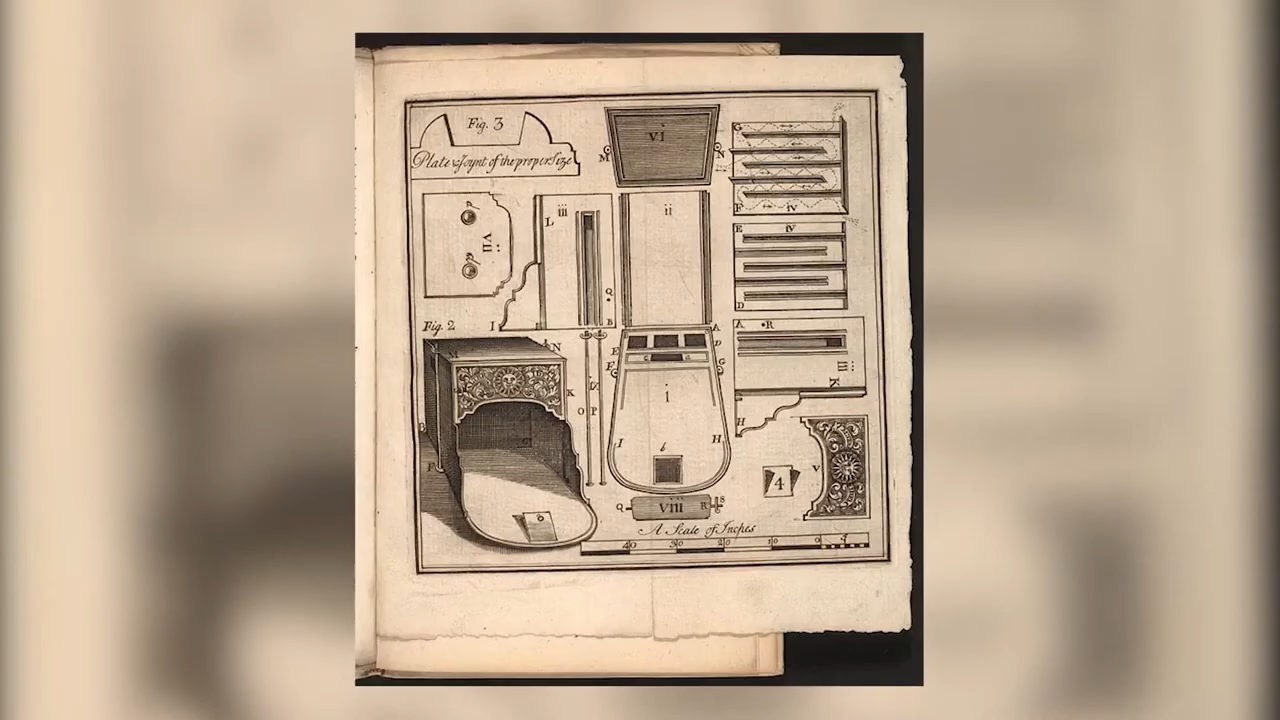 Fig. 3
Plate Joynt of the proper Size
VI
M
N
G
F
IV
VII
iii
L
Q
B
I
ii
E
IV
D
Fig. 2
M
N
K
B
F
O
P
IX
A
D
E
G
F
i
I
H
b
A
R
iii
K
H
V
4
Q
VIII
R
S
A Scale of Inches
40
30
20
10
0